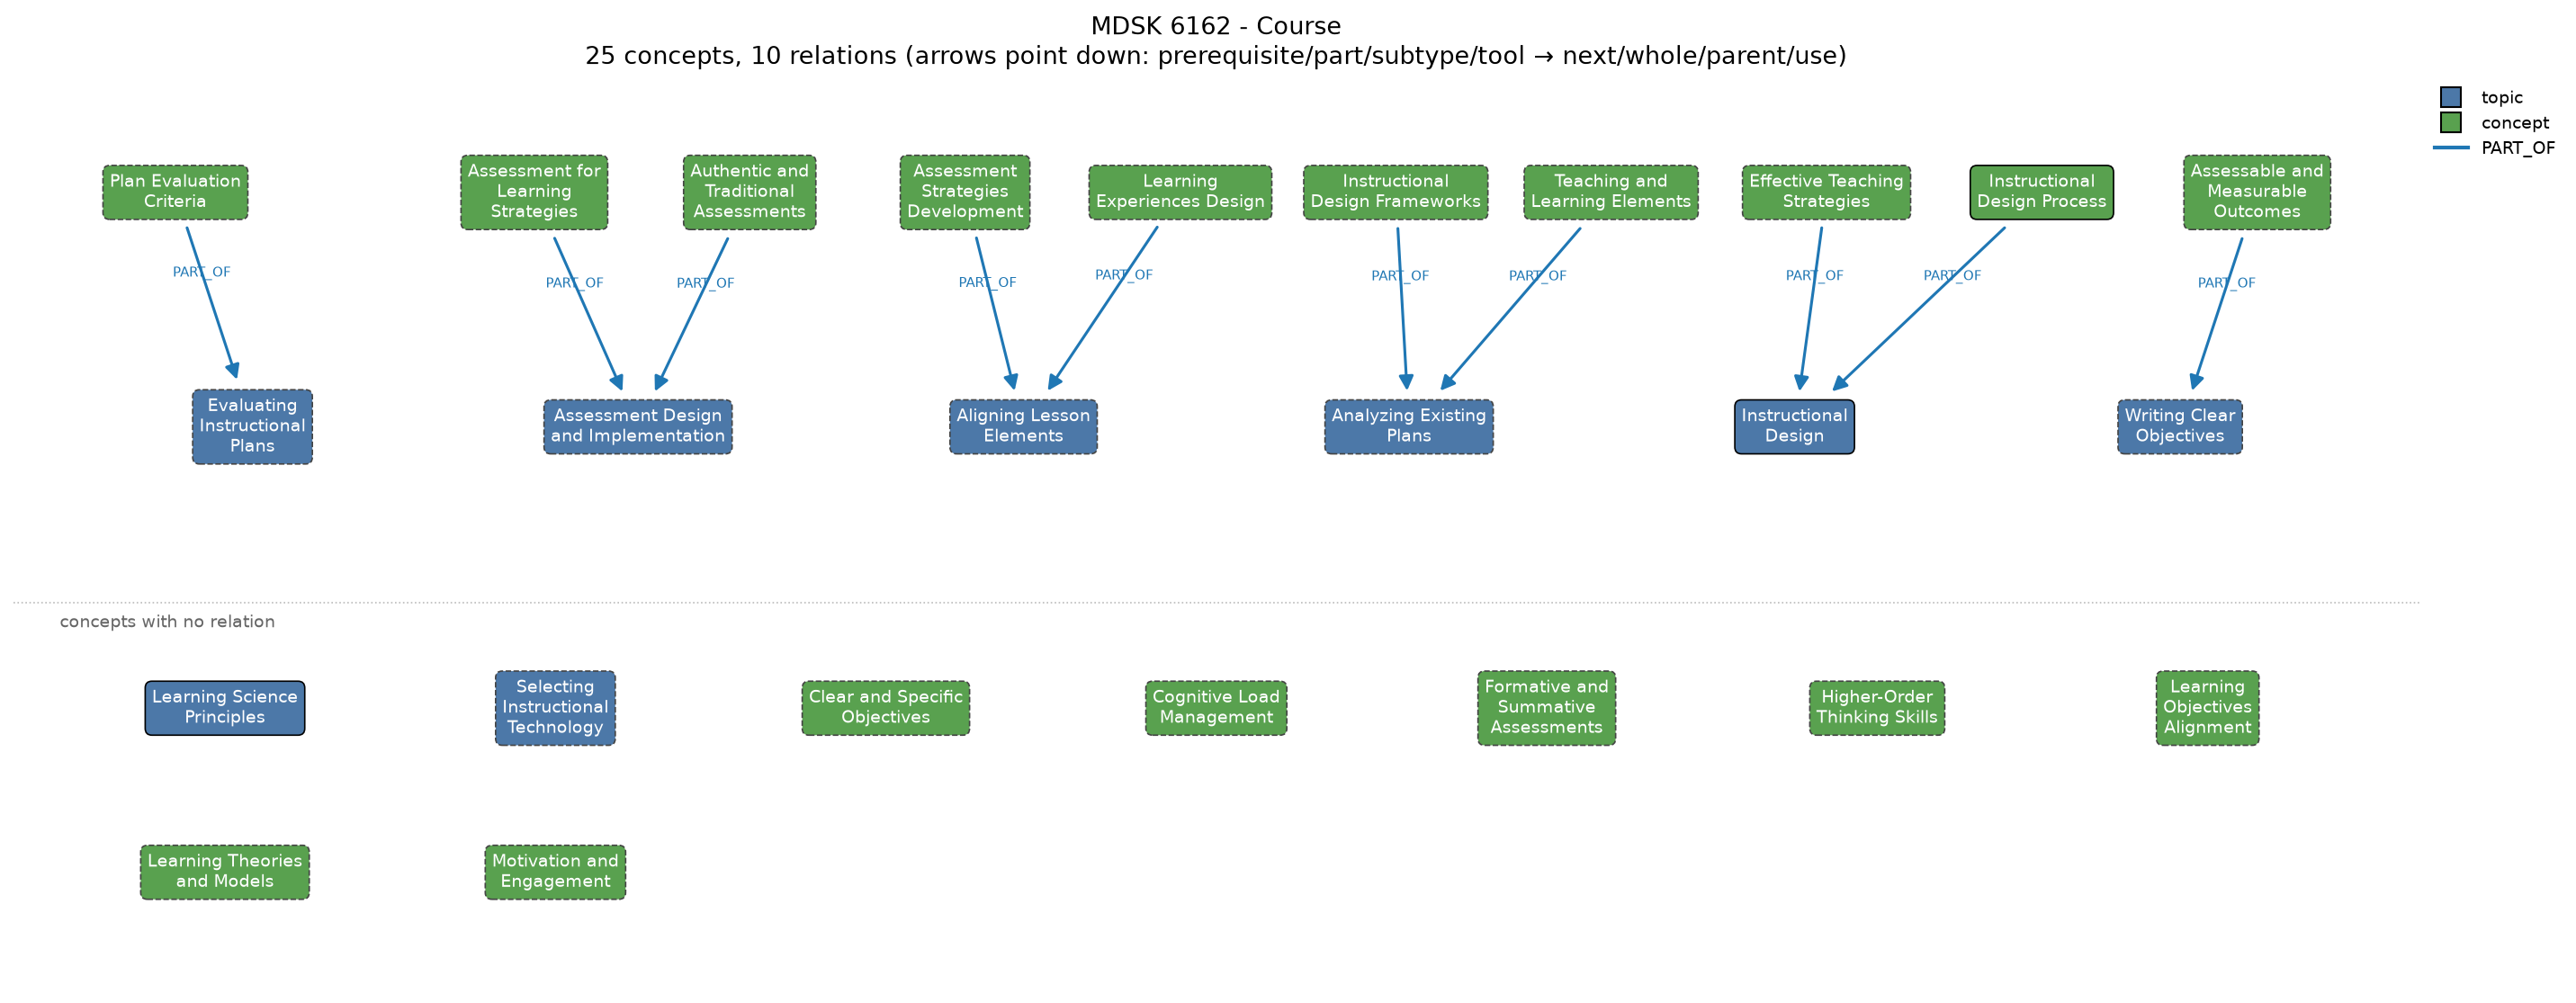 MDSK 6162 - Course
25 concepts, 10 relations (arrows point down: prerequisite/part/subtype/tool → next/whole/parent/use)
topic
concept
PART_OF
Plan Evaluation
Criteria
Assessment for
Learning
Strategies
Authentic and
Traditional
Assessments
Assessment
Strategies
Development
Learning
Experiences Design
Instructional
Design Frameworks
Teaching and
Learning Elements
Effective Teaching
Strategies
Instructional
Design Process
Assessable and
Measurable
Outcomes
PART_OF
PART_OF
PART_OF
PART_OF
PART_OF
PART_OF
PART_OF
PART_OF
PART_OF
PART_OF
Evaluating
Instructional
Plans
Assessment Design
and Implementation
Aligning Lesson
Elements
Analyzing Existing
Plans
Instructional
Design
Writing Clear
Objectives
concepts with no relation
Learning Science
Principles
Selecting
Instructional
Technology
Clear and Specific
Objectives
Cognitive Load
Management
Formative and
Summative
Assessments
Higher-Order
Thinking Skills
Learning
Objectives
Alignment
Learning Theories
and Models
Motivation and
Engagement